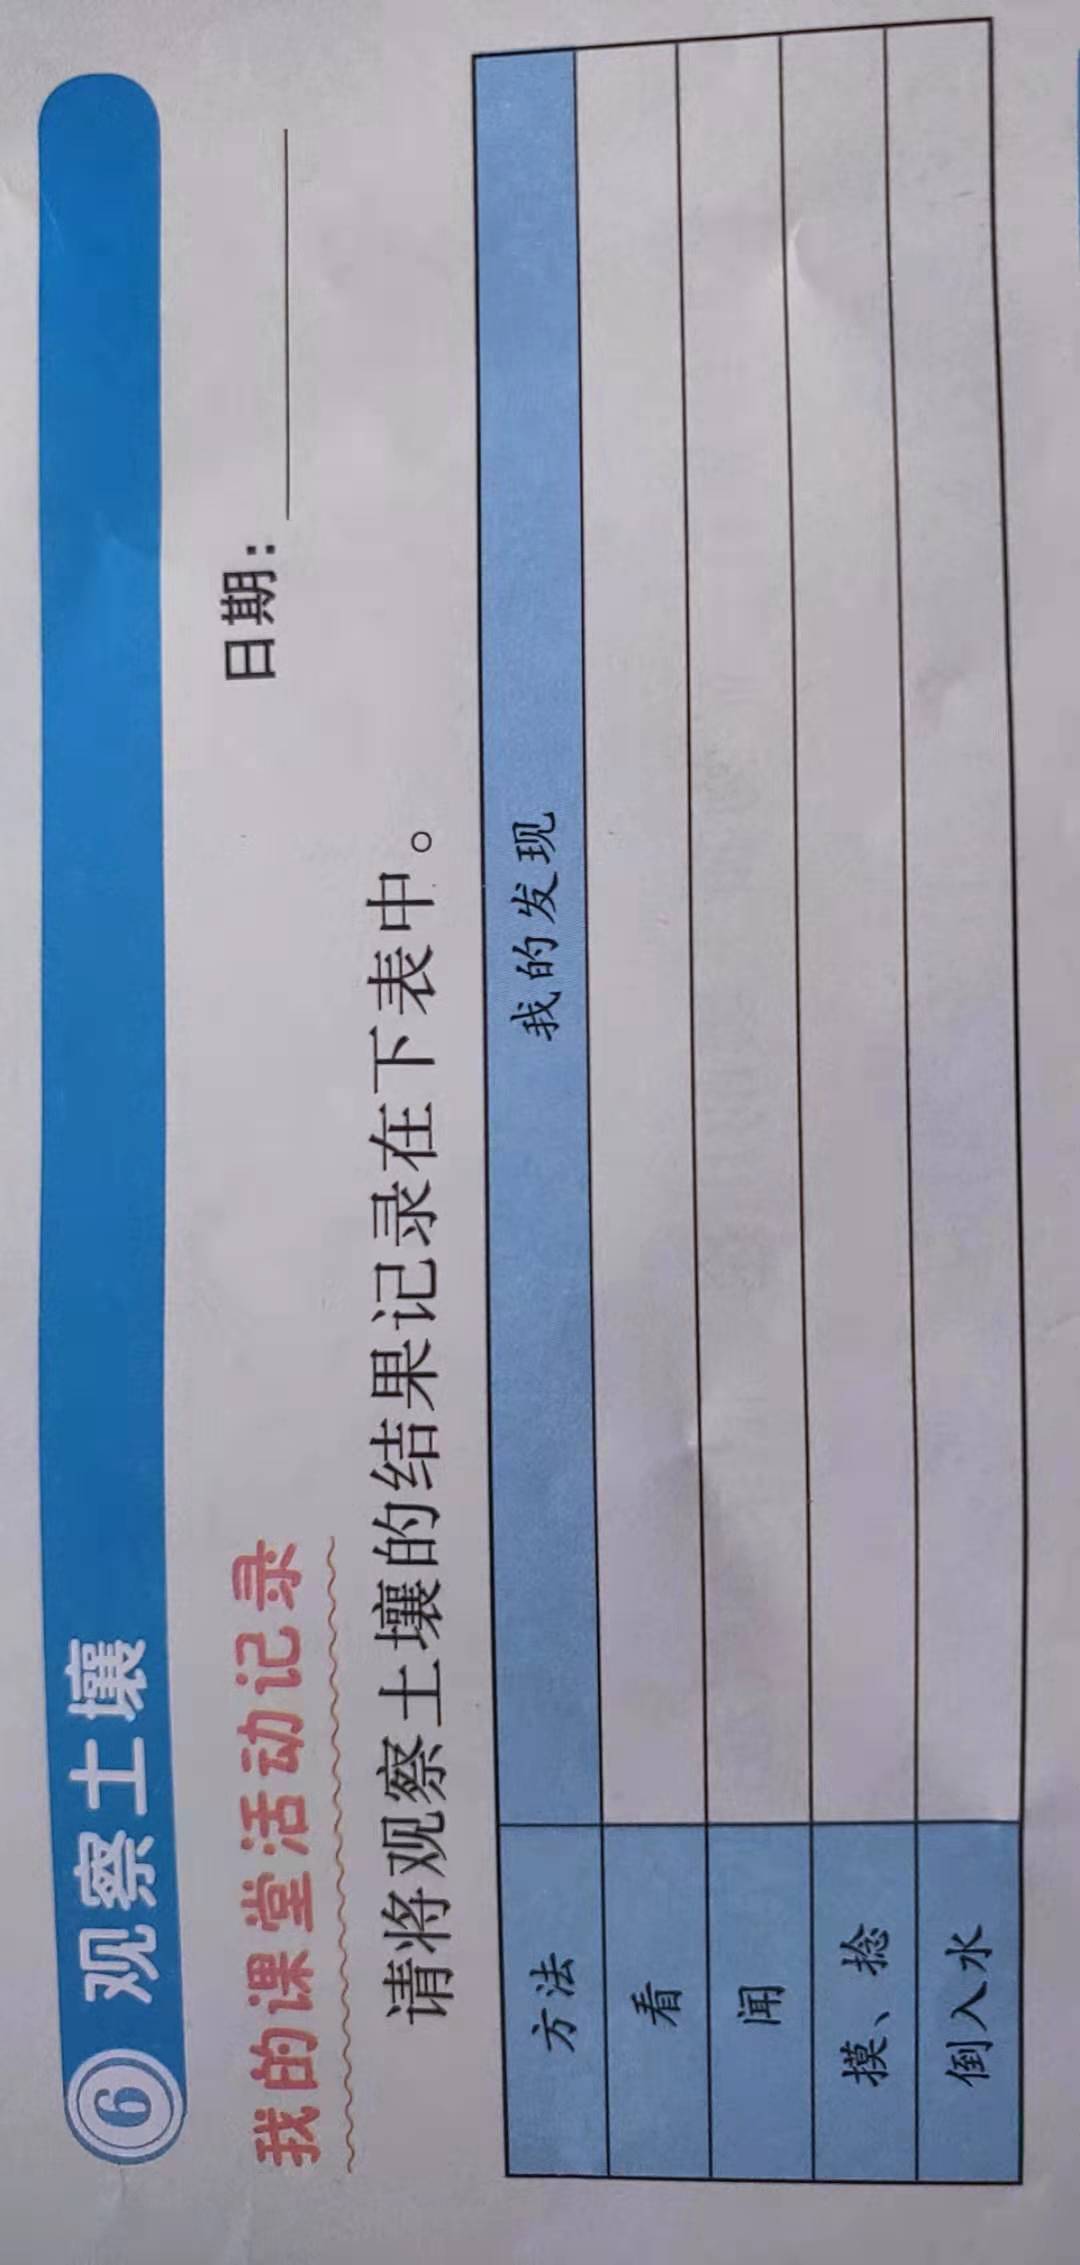 6 观察土壤
我的课堂活动记录 日期：
请将观察土壤的结果记录在下表中。
方法 我的发现
看
闻
摸、捻
倒入水